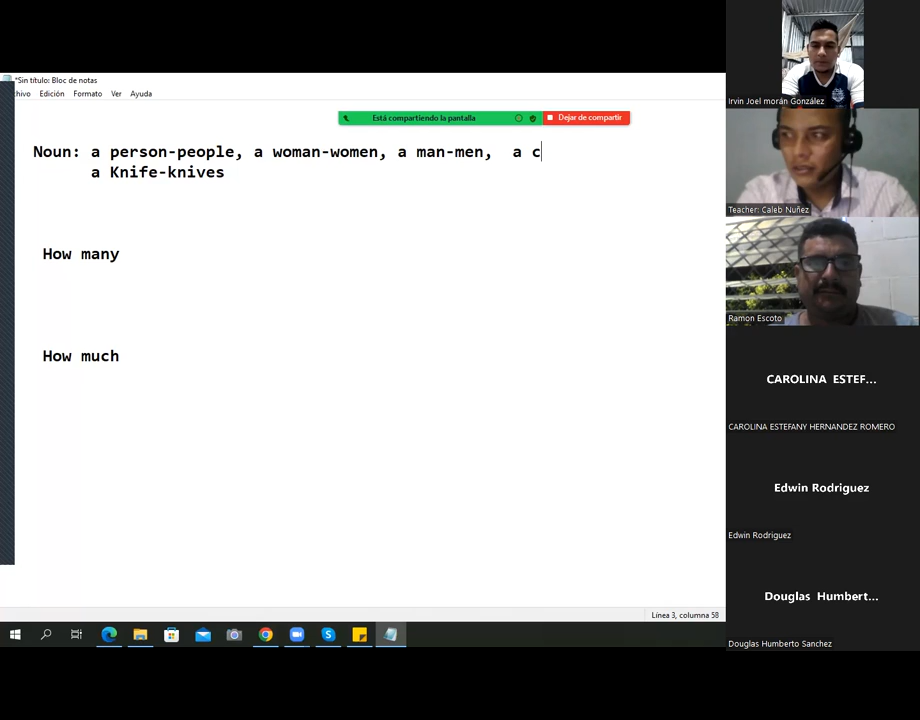 *Sin título: Bloc de notas
hivo Edición Formato Ver Ayuda
Está compartiendo la pantalla Dejar de compartir
Noun: a person-people, a woman-women, a man-men, a c
a Knife-knives
How many
How much
Línea 3, columna 58
Irvin Joel morán González
Teacher: Caleb Nuñez
Ramon Escoto
CAROLINA ESTEF...
CAROLINA ESTEFANY HERNANDEZ ROMERO
Edwin Rodriguez
Edwin Rodriguez
Douglas Humbert...
Douglas Humberto Sanchez